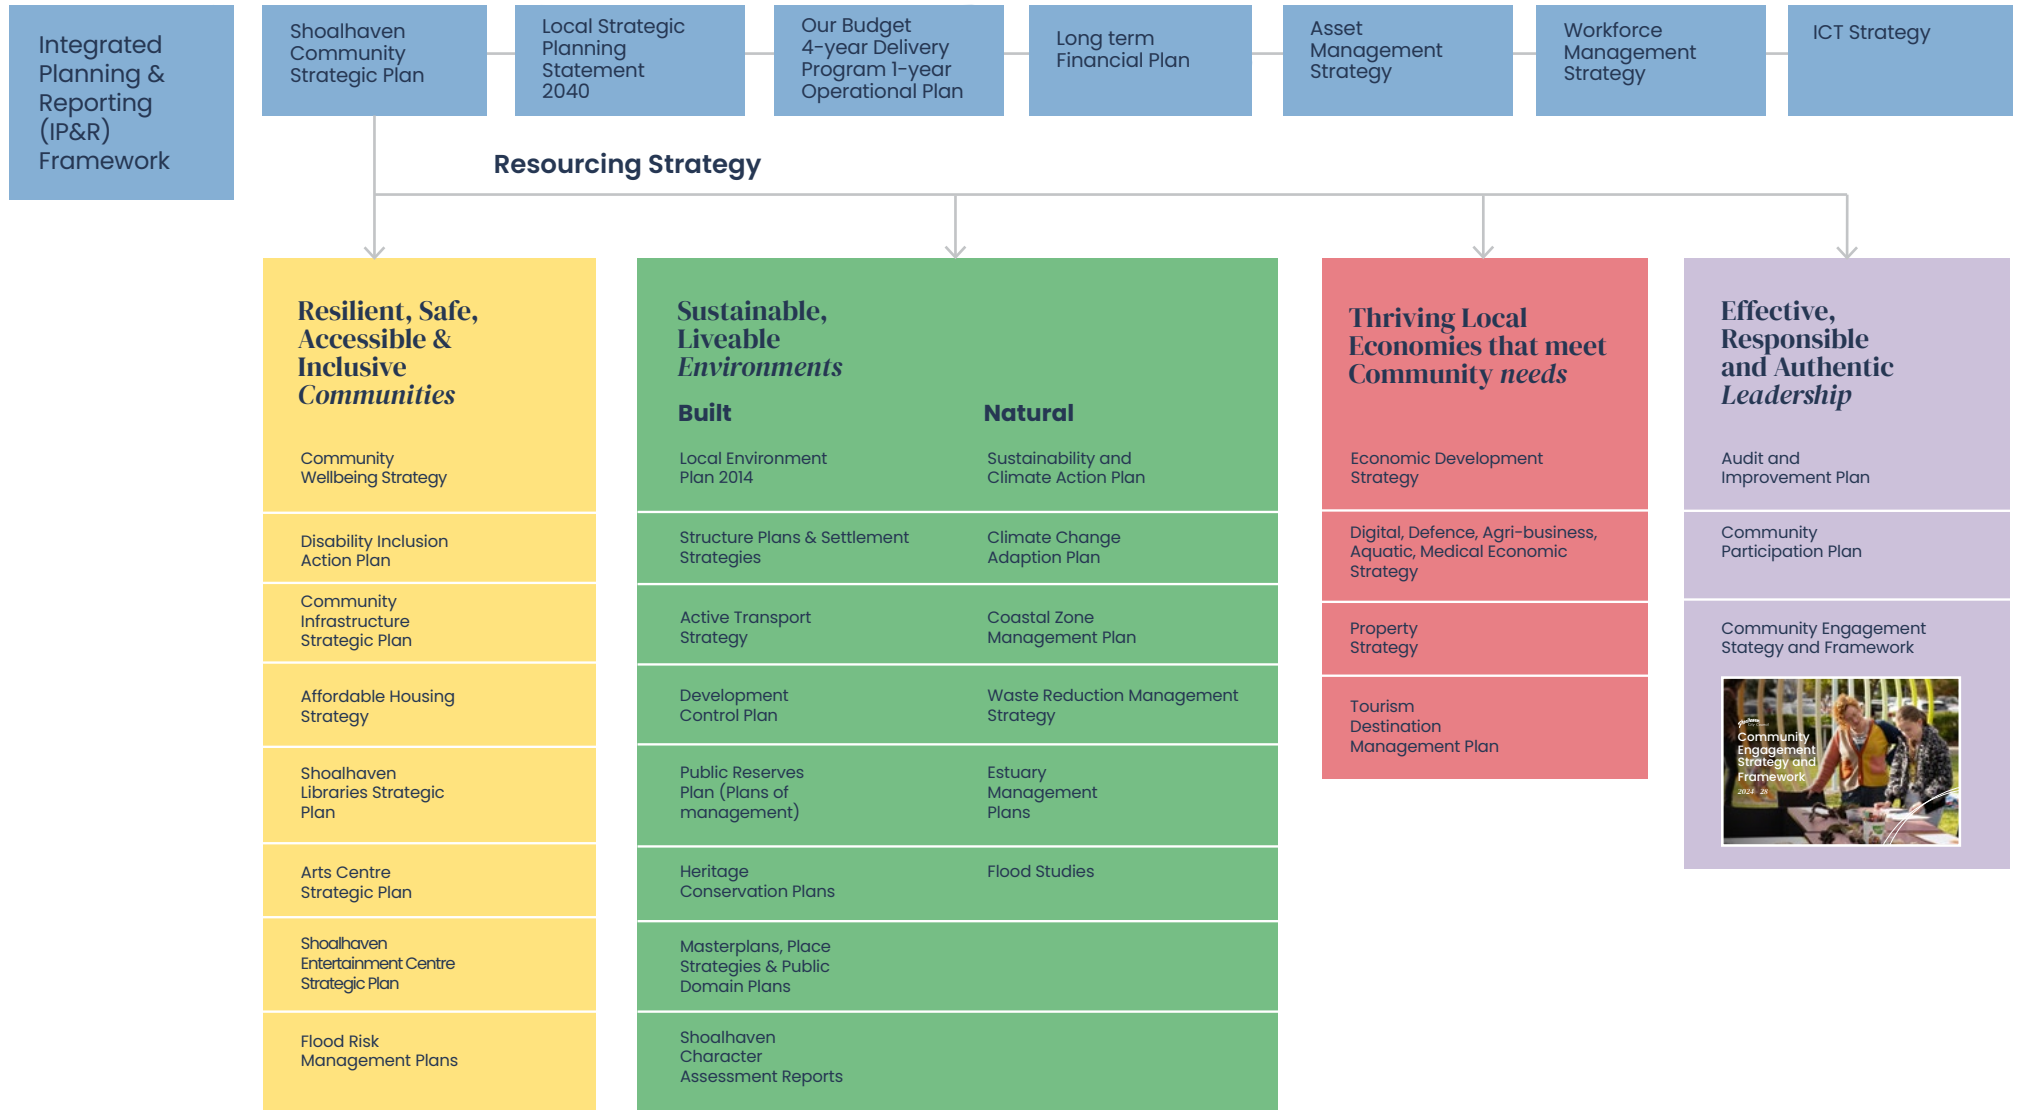 Integrated
Planning &
Reporting
(IP&R)
Framework
Shoalhaven
Community
Strategic Plan
Local Strategic
Planning
Statement
2040
Our Budget
4-year Delivery
Program 1-year
Operational Plan
Long term
Financial Plan
Asset
Management
Strategy
Workforce
Management
Strategy
ICT Strategy
Resourcing Strategy
Resilient, Safe,
Accessible &
Inclusive
Communities
Community
Wellbeing Strategy
Disability Inclusion
Action Plan
Community
Infrastructure
Strategic Plan
Affordable Housing
Strategy
Shoalhaven
Libraries Strategic
Plan
Arts Centre
Strategic Plan
Shoalhaven
Entertainment Centre
Strategic Plan
Flood Risk
Management Plans
Sustainable,
Liveable
Environments
Built
Local Environment
Plan 2014
Structure Plans & Settlement
Strategies
Active Transport
Strategy
Development
Control Plan
Public Reserves
Plan (Plans of
management)
Heritage
Conservation Plans
Masterplans, Place
Strategies & Public
Domain Plans
Shoalhaven
Character
Assessment Reports
Natural
Sustainability and
Climate Action Plan
Climate Change
Adaption Plan
Coastal Zone
Management Plan
Waste Reduction Management
Strategy
Estuary
Management
Plans
Flood Studies
Thriving Local
Economies that meet
Community needs
Economic Development
Strategy
Digital, Defence, Agri-business,
Aquatic, Medical Economic
Strategy
Property
Strategy
Tourism
Destination
Management Plan
Effective,
Responsible
and Authentic
Leadership
Audit and
Improvement Plan
Community
Participation Plan
Community Engagement
Stategy and Framework
Community
Engagement
Strategy and
Framework
2024 28